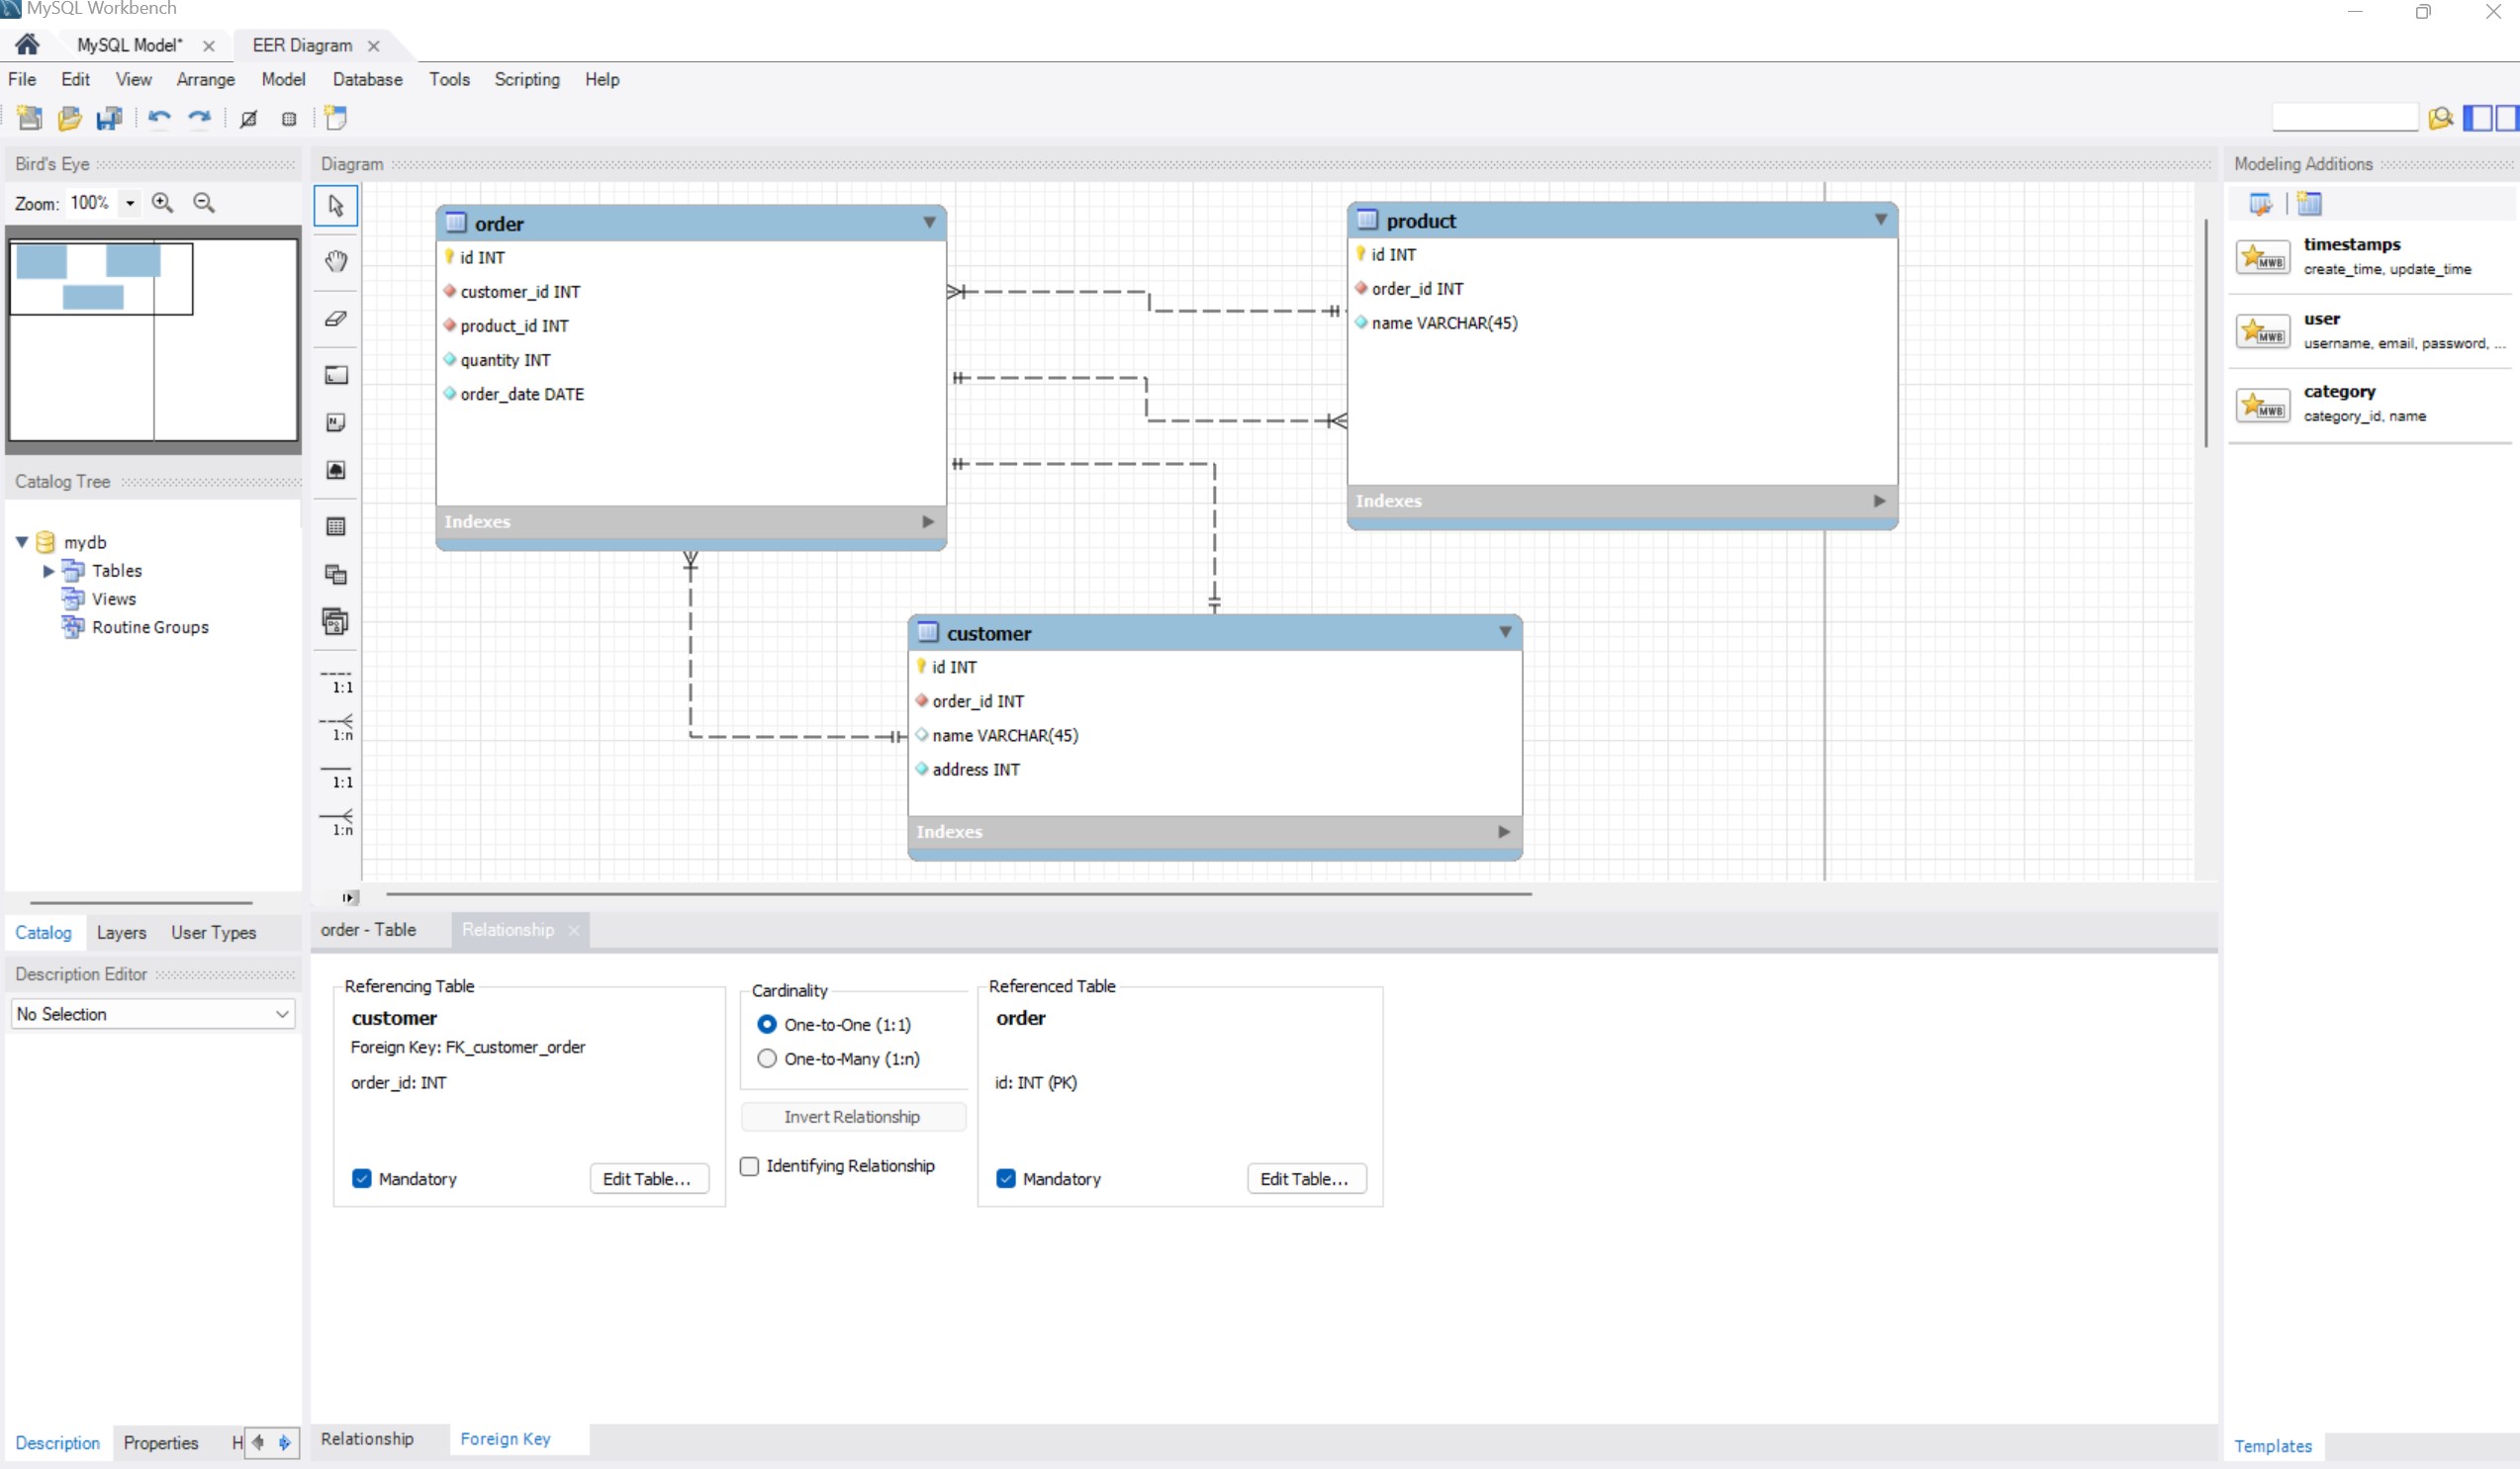 MySQL Workbench
MySQL Model*
EER Diagram
File
Edit
View
Arrange
Model
Database
Tools
Scripting
Help
Bird's Eye
Zoom: 100%
Catalog Tree
mydb
Tables
Views
Routine Groups
Catalog
Layers
User Types
Description Editor
No Selection
Description
Properties
H
Diagram
1:1
1:n
1:1
1:n
order
id INT
customer_id INT
product_id INT
quantity INT
order_date DATE
Indexes
product
id INT
order_id INT
name VARCHAR(45)
Indexes
customer
id INT
order_id INT
name VARCHAR(45)
address INT
Indexes
order - Table
Relationship
Referencing Table
customer
Foreign Key: FK_customer_order
order_id: INT
Mandatory
Edit Table...
Cardinality
One-to-One (1:1)
One-to-Many (1:n)
Invert Relationship
Identifying Relationship
Referenced Table
order
id: INT (PK)
Mandatory
Edit Table...
Relationship
Foreign Key
Modeling Additions
MWB
timestamps
create_time, update_time
MWB
user
username, email, password, ...
MWB
category
category_id, name
Templates